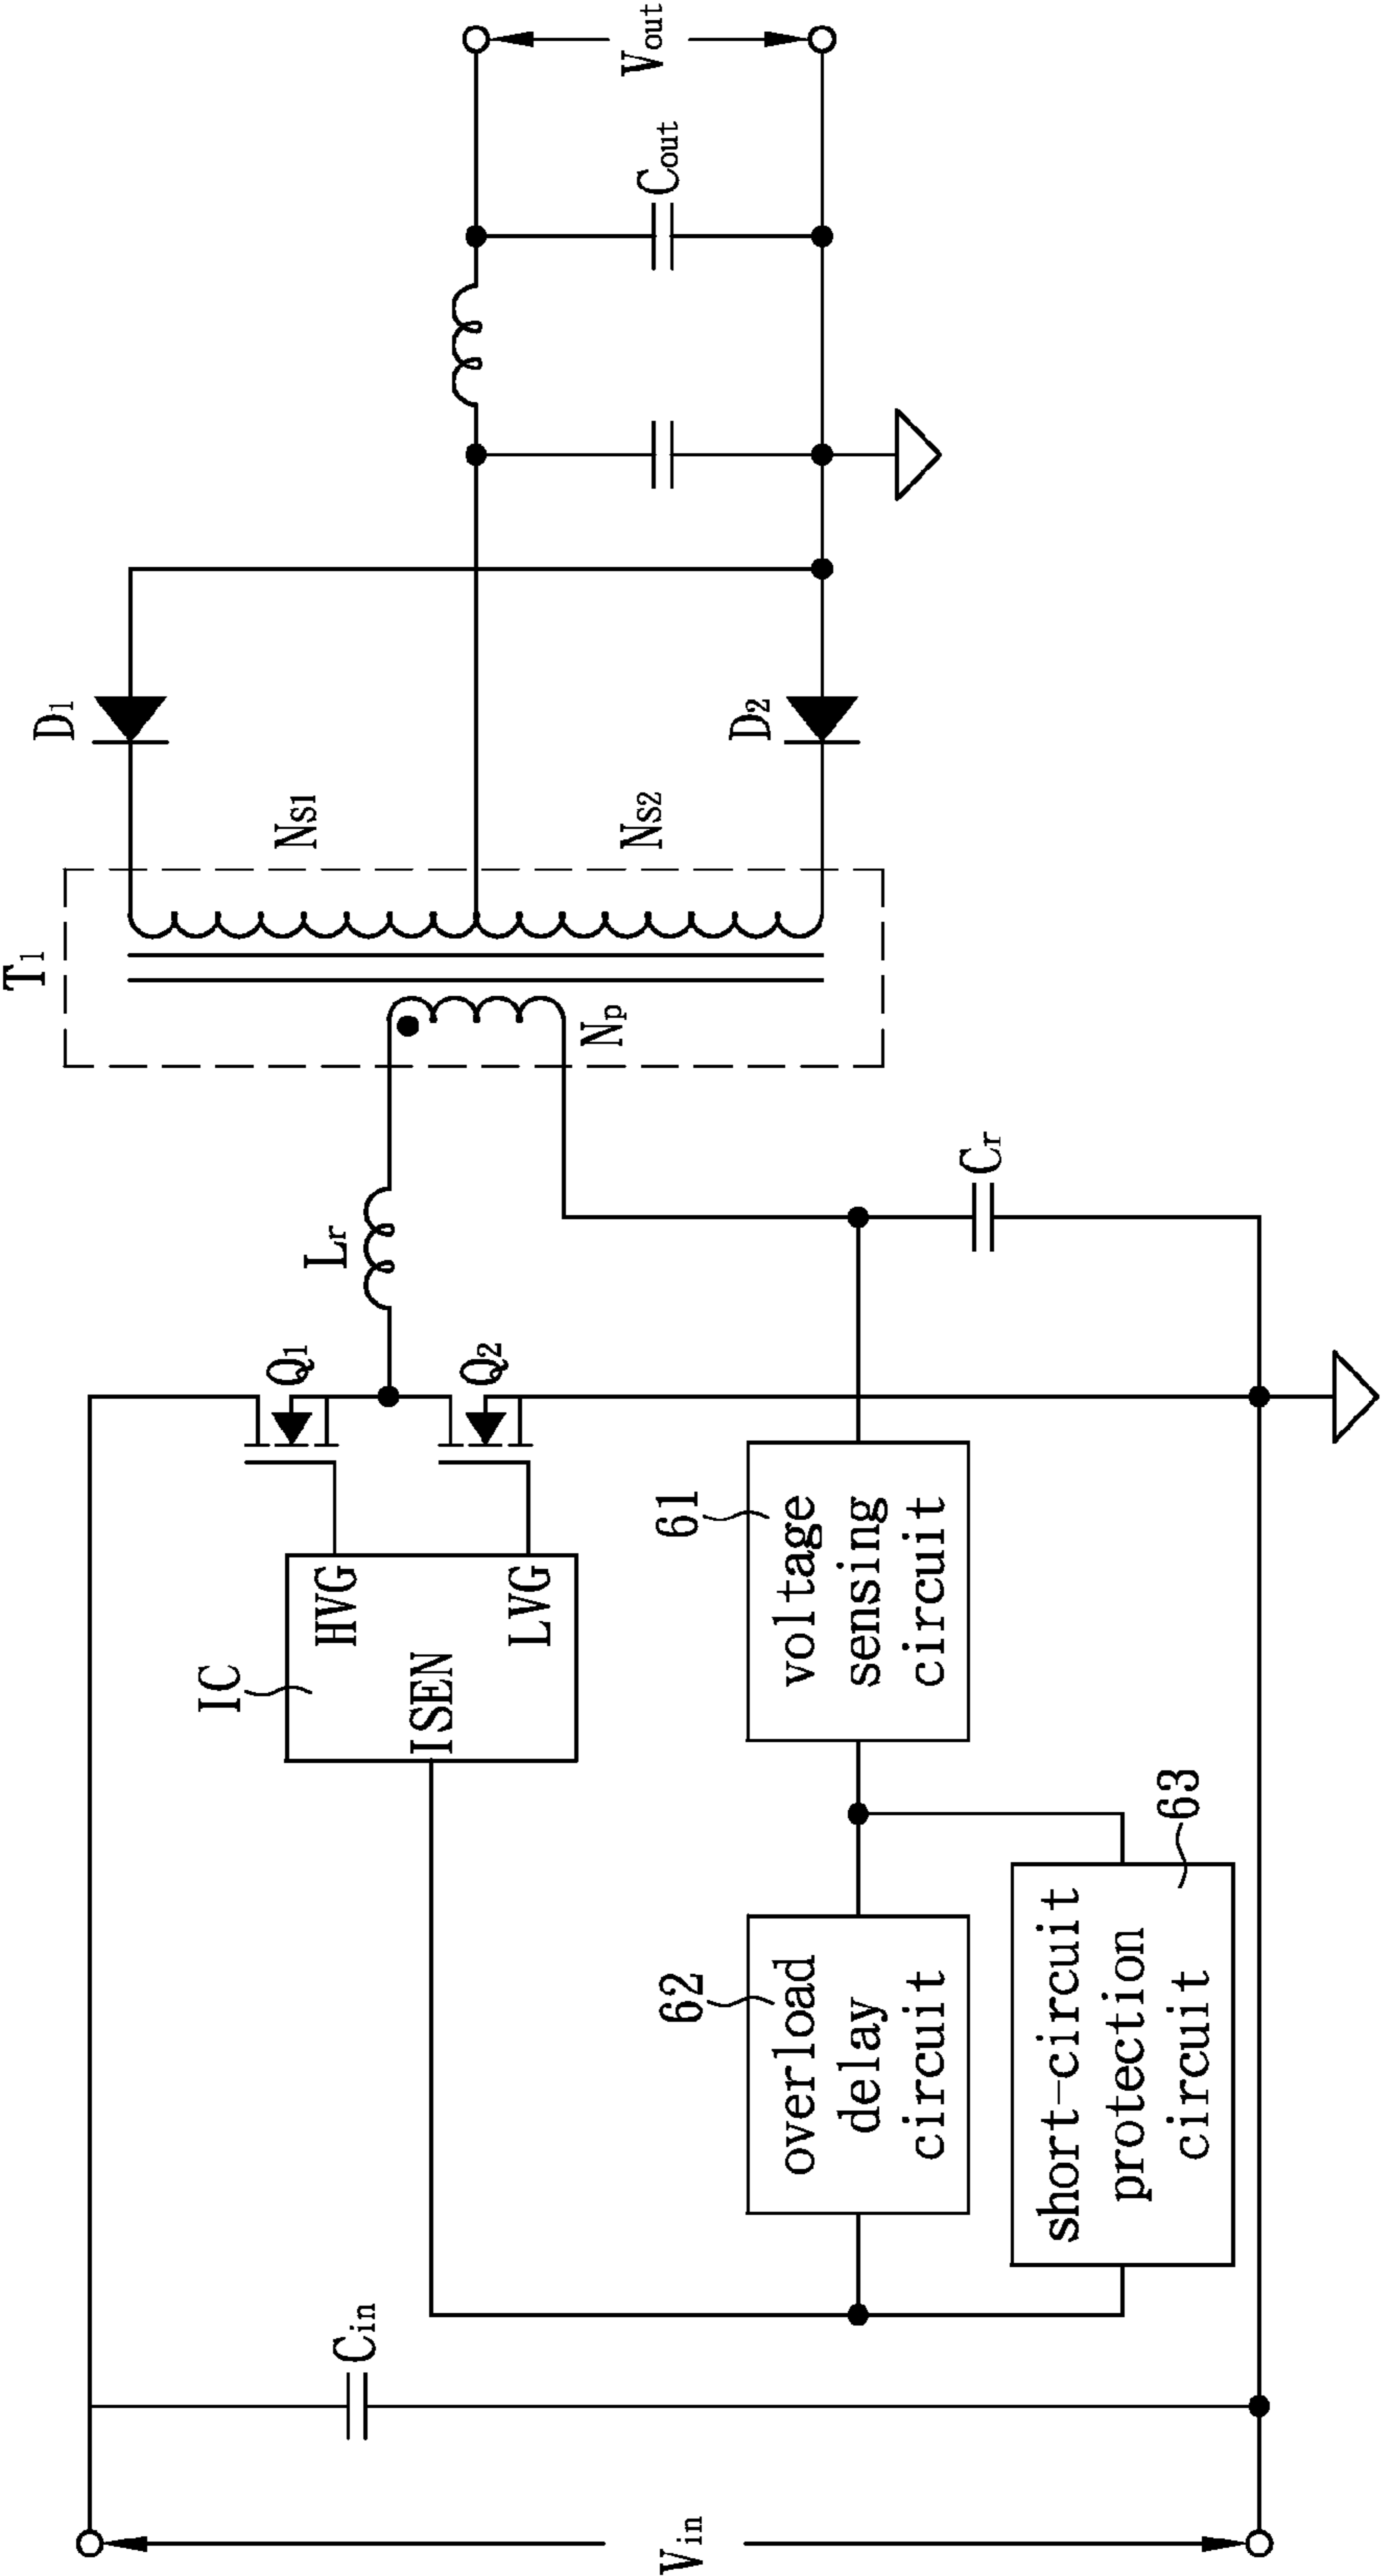 Vin
Cin
IC
HVG
ISEN
LVG
Q1
Q2
Lr
T1
Np
NS1
NS2
D1
D2
Cout
Vout
Cr
61
voltage
sensing
circuit
62
overload
delay
circuit
63
short-circuit
protection
circuit